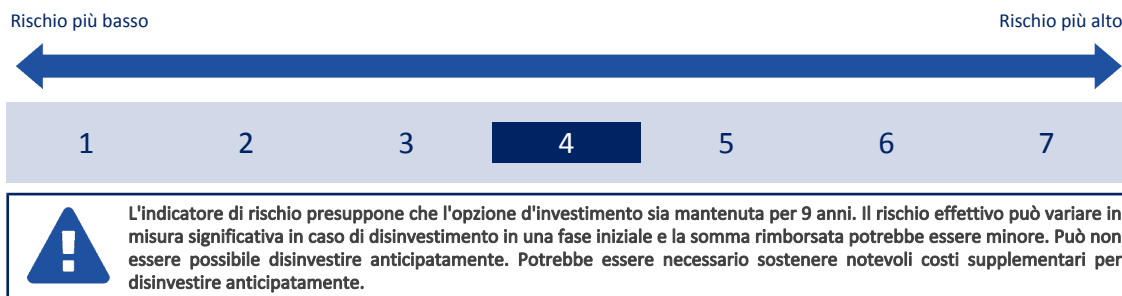 Rischio più basso Rischio più alto
1 2 3 4 5 6 7
L'indicatore di rischio presuppone che l'opzione d'investimento sia mantenuta per 9 anni. Il rischio effettivo può variare in
misura significativa in caso di disinvestimento in una fase iniziale e la somma rimborsata potrebbe essere minore. Può non
essere possibile disinvestire anticipatamente. Potrebbe essere necessario sostenere notevoli costi supplementari per
disinvestire anticipatamente.